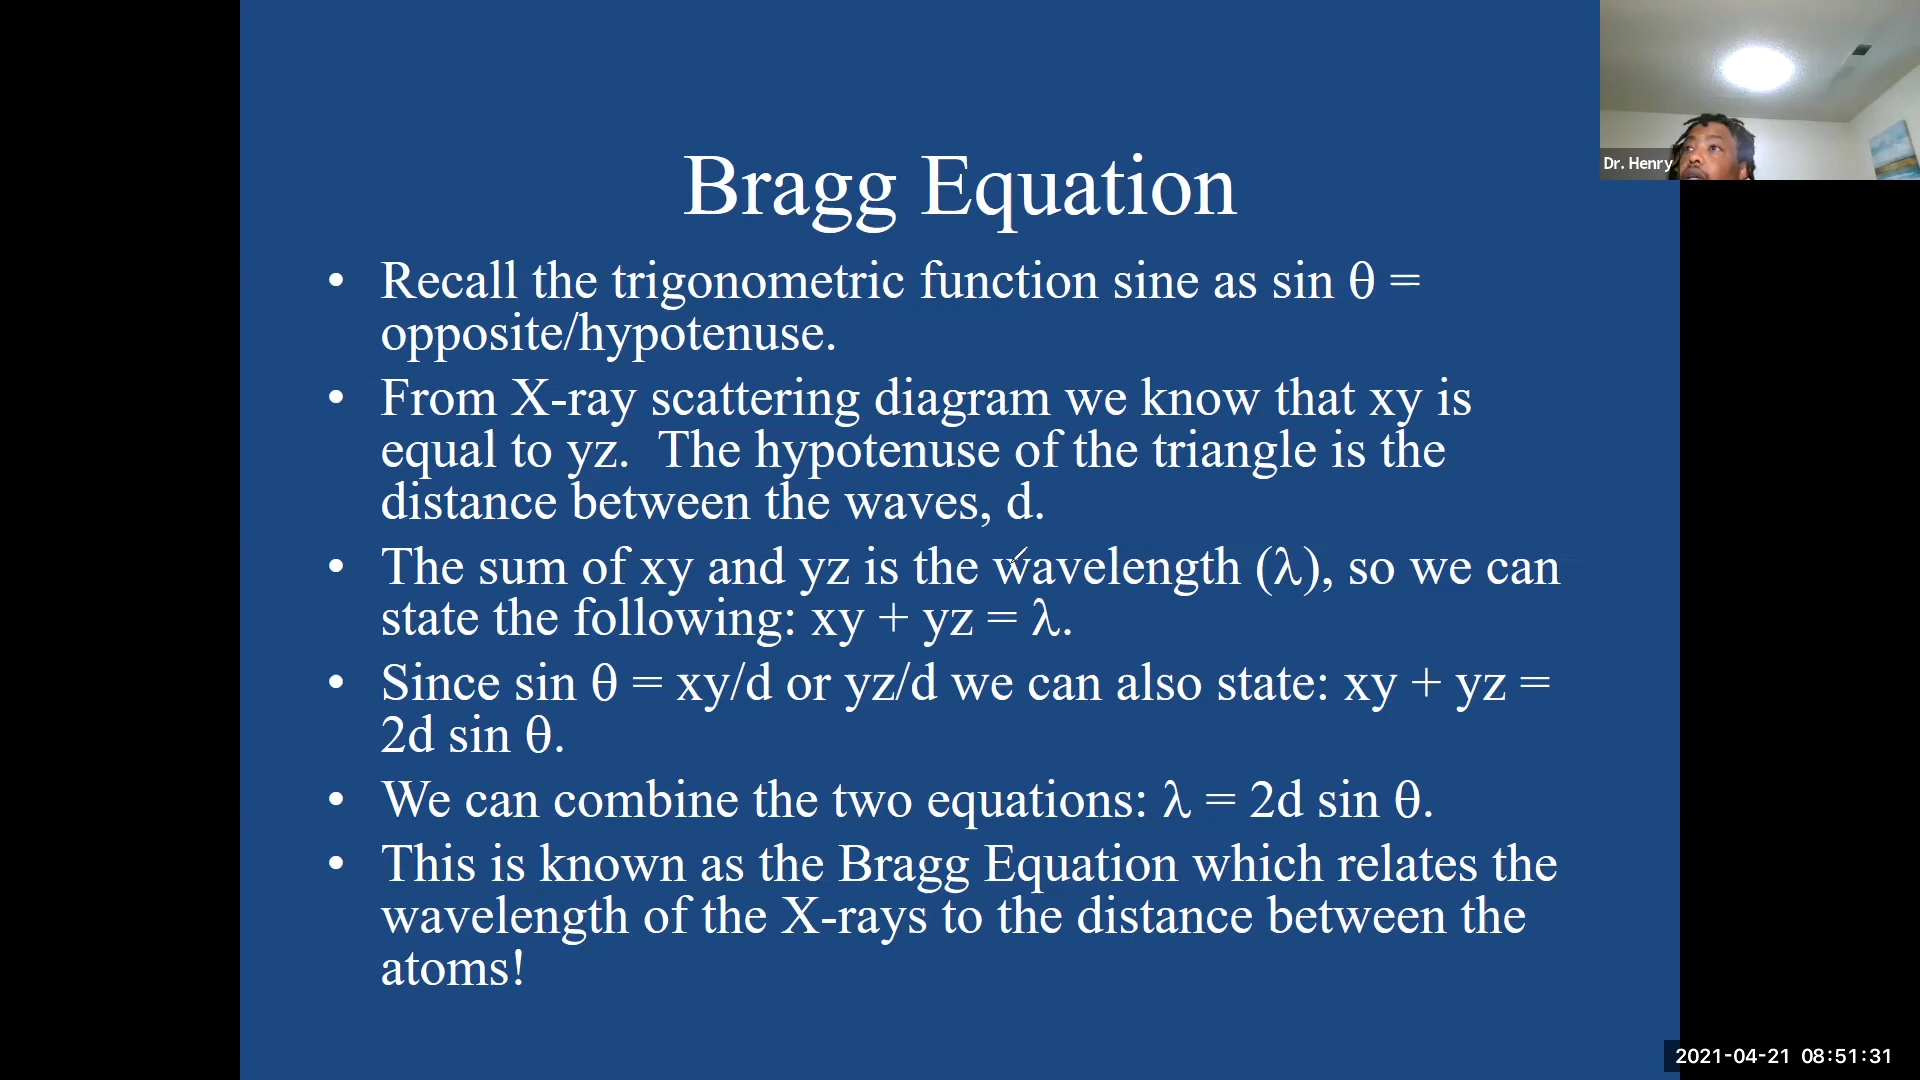 Bragg Equation
• Recall the trigonometric function sine as sin θ =
opposite/hypotenuse.
• From X-ray scattering diagram we know that xy is
equal to yz.  The hypotenuse of the triangle is the
distance between the waves, d.
• The sum of xy and yz is the wavelength (λ), so we can
state the following: xy + yz = λ.
• Since sin θ = xy/d or yz/d we can also state: xy + yz =
2d sin θ.
• We can combine the two equations: λ = 2d sin θ.
• This is known as the Bragg Equation which relates the
wavelength of the X-rays to the distance between the
atoms!
Dr. Henry
2021-04-21 08:51:31